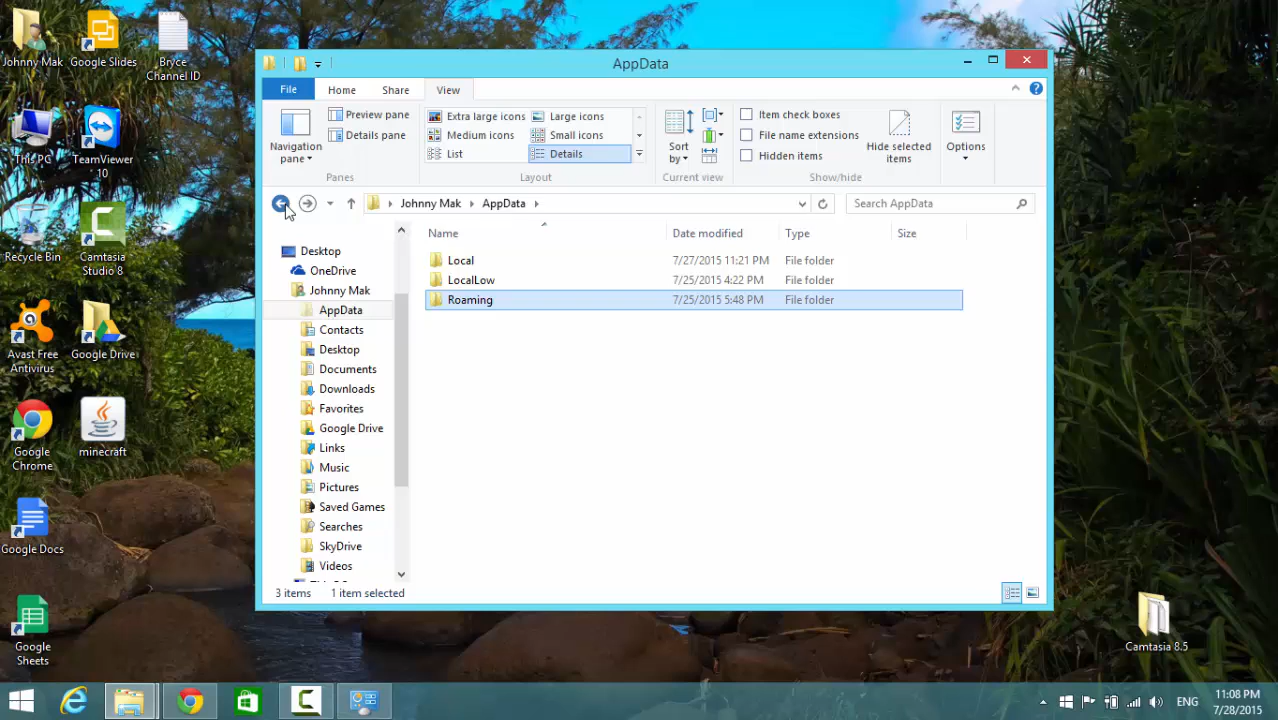 Johnny Mak
Google Slides
Bryce
Channel ID
This PC
TeamViewer
10
Recycle Bin
Camtasia
Studio 8
Avast Free
Antivirus
Google Drive
Google
Chrome
minecraft
Google Docs
Google
Sheets
AppData
File
Home
Share
View
Navigation
pane
Preview pane
Details pane
Panes
Extra large icons
Large icons
Medium icons
Small icons
List
Details
Layout
Sort
by
Current view
Item check boxes
File name extensions
Hidden items
Hide selected
items
Show/hide
Options
Johnny Mak
AppData
Search AppData
Desktop
OneDrive
Johnny Mak
AppData
Contacts
Desktop
Documents
Downloads
Favorites
Google Drive
Links
Music
Pictures
Saved Games
Searches
SkyDrive
Videos
Name
Date modified
Type
Size
Local
7/27/2015 11:21 PM
File folder
LocalLow
7/25/2015 4:22 PM
File folder
Roaming
7/25/2015 5:48 PM
File folder
3 items
1 item selected
Camtasia 8.5
ENG
11:08 PM
7/28/2015